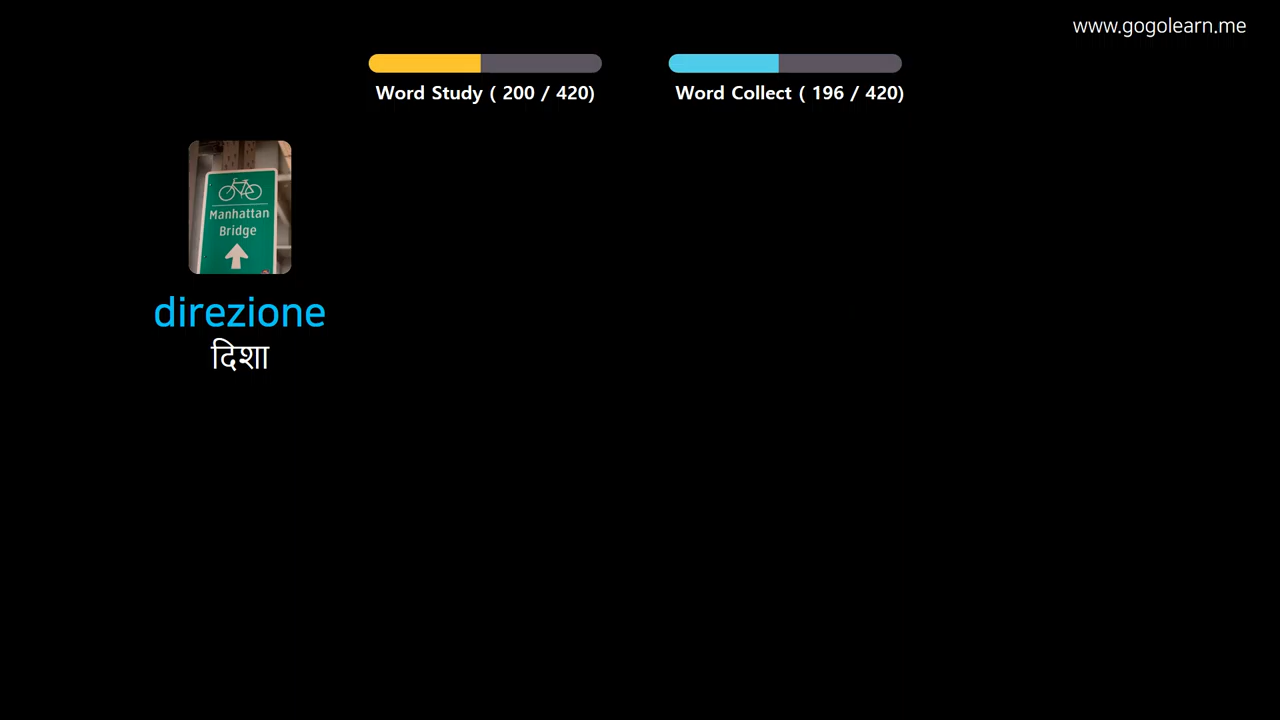 www.gogolearn.me
Word Study ( 200 / 420)
Word Collect ( 196 / 420)
Manhattan
Bridge
direzione
दिशा